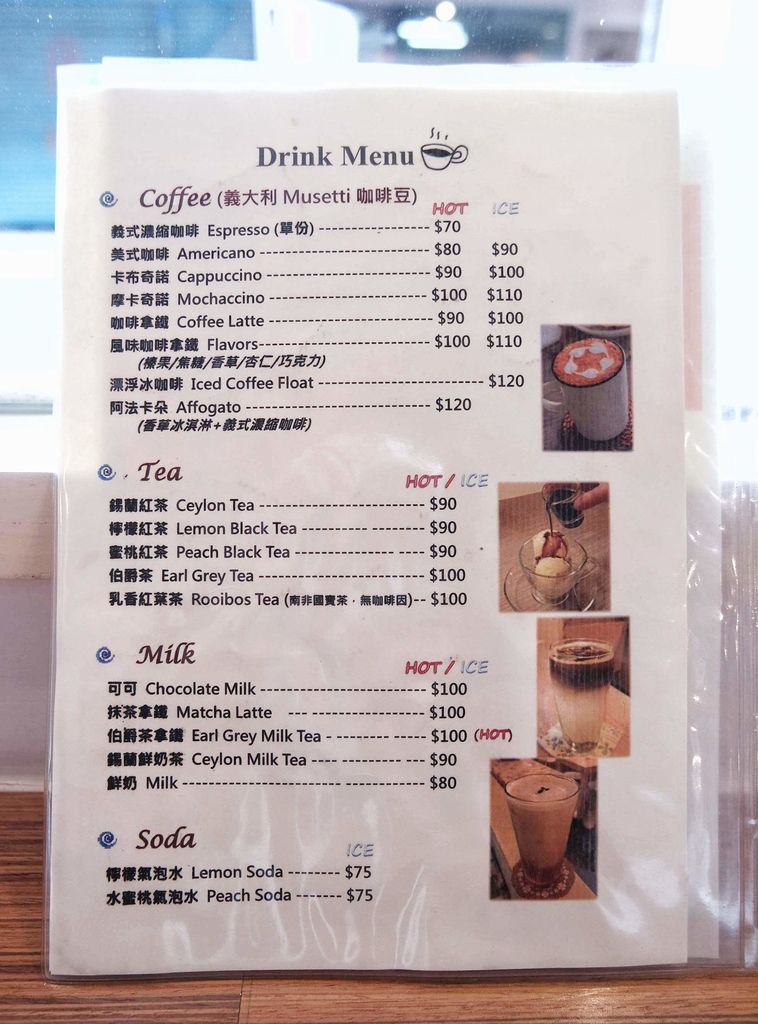 Drink Menu
Coffee (義大利 Musetti 咖啡豆) HOT ICE
義式濃縮咖啡 Espresso (單份) ------------------- $70
美式咖啡 Americano ---------------------------- $80 $90
卡布奇諾 Cappuccino --------------------------- $90 $100
摩卡奇諾 Mochaccino --------------------------- $100 $110
咖啡拿鐵 Coffee Latte --------------------------- $90 $100
風味咖啡拿鐵 Flavors---------------------------- $100 $110
(榛果/焦糖/香草/杏仁/巧克力)
漂浮冰咖啡 Iced Coffee Float ---------------------------- $120
阿法卡朵 Affogato ------------------------------- $120
(香草冰淇淋+義式濃縮咖啡)
Tea HOT / ICE
錫蘭紅茶 Ceylon Tea ---------------------------- $90
檸檬紅茶 Lemon Black Tea ----------- --------- $90
蜜桃紅茶 Peach Black Tea ---------------- ---- $90
伯爵茶 Earl Grey Tea ---------------------------- $100
乳香紅葉茶 Rooibos Tea (南非國寶茶．無咖啡因)-- $100
Milk HOT / ICE
可可 Chocolate Milk ---------------------------- $100
抹茶拿鐵 Matcha Latte --- ------------------- $100
伯爵茶拿鐵 Earl Grey Milk Tea - --------- ----- $100 (HOT)
錫蘭鮮奶茶 Ceylon Milk Tea ---- ----------- --- $90
鮮奶 Milk ----------------------------------------- $80
Soda ICE
檸檬氣泡水 Lemon Soda --------- $75
水蜜桃氣泡水 Peach Soda ------- $75